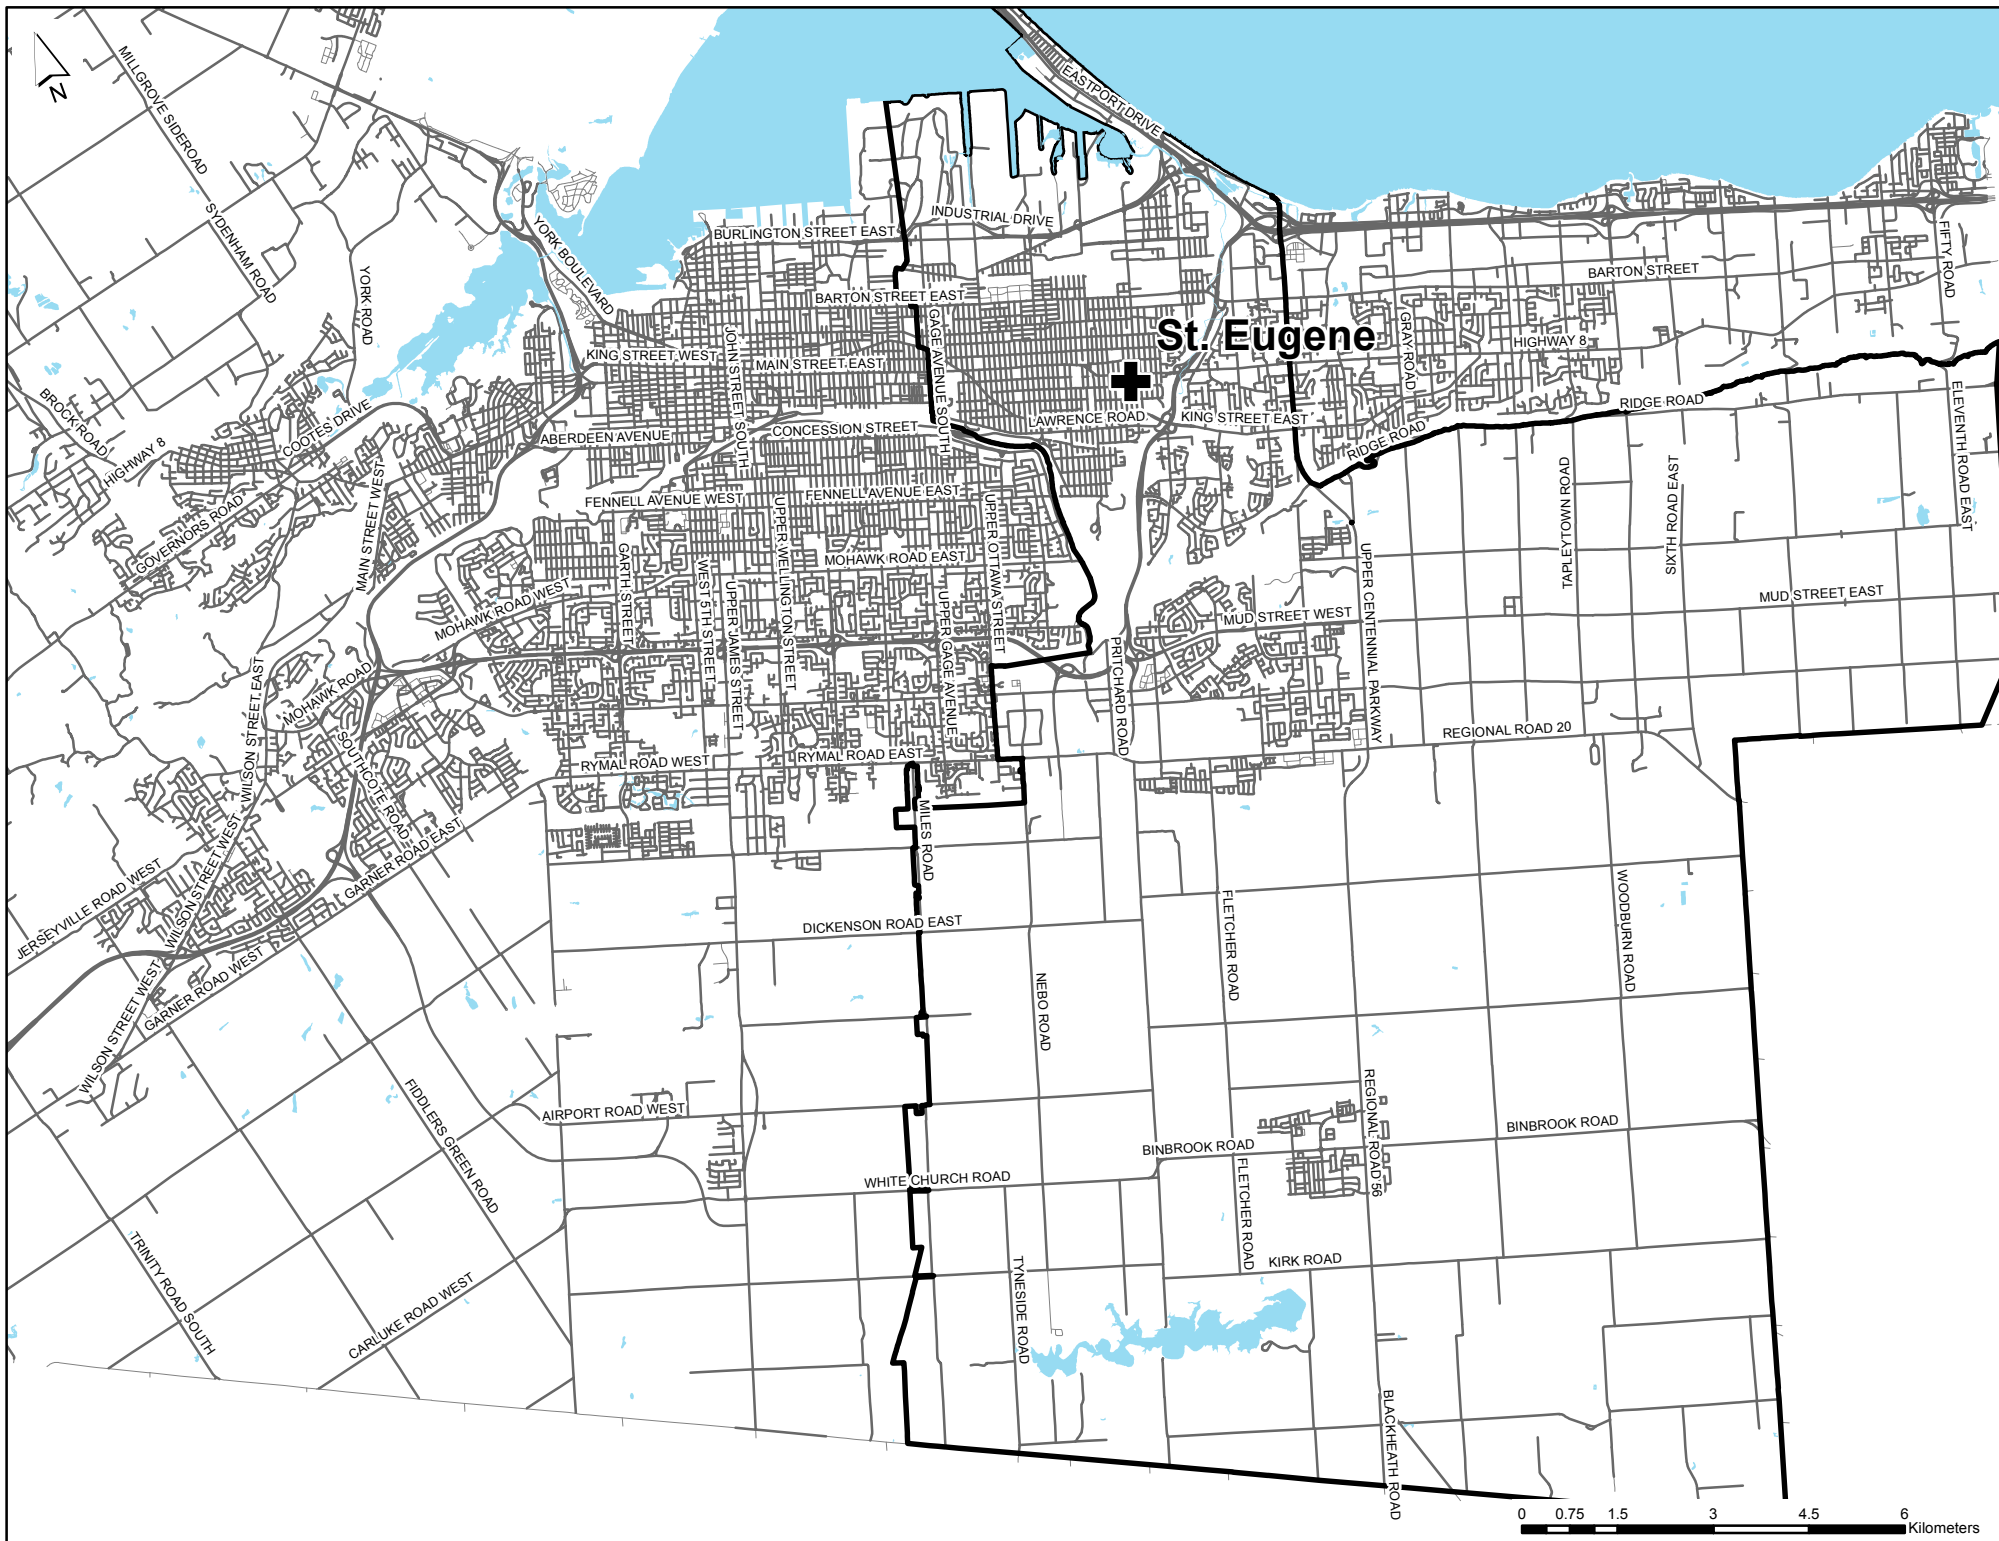 N
MILLGROVE SIDEROAD
SYDENHAM ROAD
YORK ROAD
YORK BOULEVARD
EASTPORT DRIVE
INDUSTRIAL DRIVE
BURLINGTON STREET EAST
BARTON STREET EAST
BARTON STREET
FIFTY ROAD
St. Eugene
GAGE AVENUE SOUTH
JOHN STREET SOUTH
KING STREET WEST
MAIN STREET EAST
GRAY ROAD
HIGHWAY 8
BROCK ROAD
HIGHWAY 8
COOTES DRIVE
ABERDEEN AVENUE
CONCESSION STREET
LAWRENCE ROAD
KING STREET EAST
RIDGE ROAD
RIDGE ROAD
ELEVENTH ROAD EAST
GOVERNORS ROAD
MAIN STREET WEST
FENNELL AVENUE WEST
FENNELL AVENUE EAST
UPPER OTTAWA STREET
UPPER WELLINGTON STREET
TAPLEYTOWN ROAD
SIXTH ROAD EAST
MOHAWK ROAD EAST
MOHAWK ROAD WEST
GARTH STREET
WEST 5TH STREET
UPPER JAMES STREET
UPPER GAGE AVENUE
UPPER CENTENNIAL PARKWAY
MUD STREET WEST
MUD STREET EAST
PRITCHARD ROAD
MOHAWK ROAD
WILSON STREET EAST
SOUTHCOTE ROAD
REGIONAL ROAD 20
RYMAL ROAD WEST
RYMAL ROAD EAST
MILES ROAD
GARNER ROAD EAST
WILSON STREET WEST
JERSEYVILLE ROAD WEST
WILSON STREET WEST
GARNER ROAD WEST
DICKENSON ROAD EAST
FLETCHER ROAD
WOODBURN ROAD
NEBO ROAD
FIDDLERS GREEN ROAD
AIRPORT ROAD WEST
REGIONAL ROAD 56
BINBROOK ROAD
BINBROOK ROAD
FLETCHER ROAD
WHITE CHURCH ROAD
TRINITY ROAD SOUTH
CARLUKE ROAD WEST
TYNESIDE ROAD
KIRK ROAD
BLACKHEATH ROAD
0 0.75 1.5 3 4.5 6
Kilometers